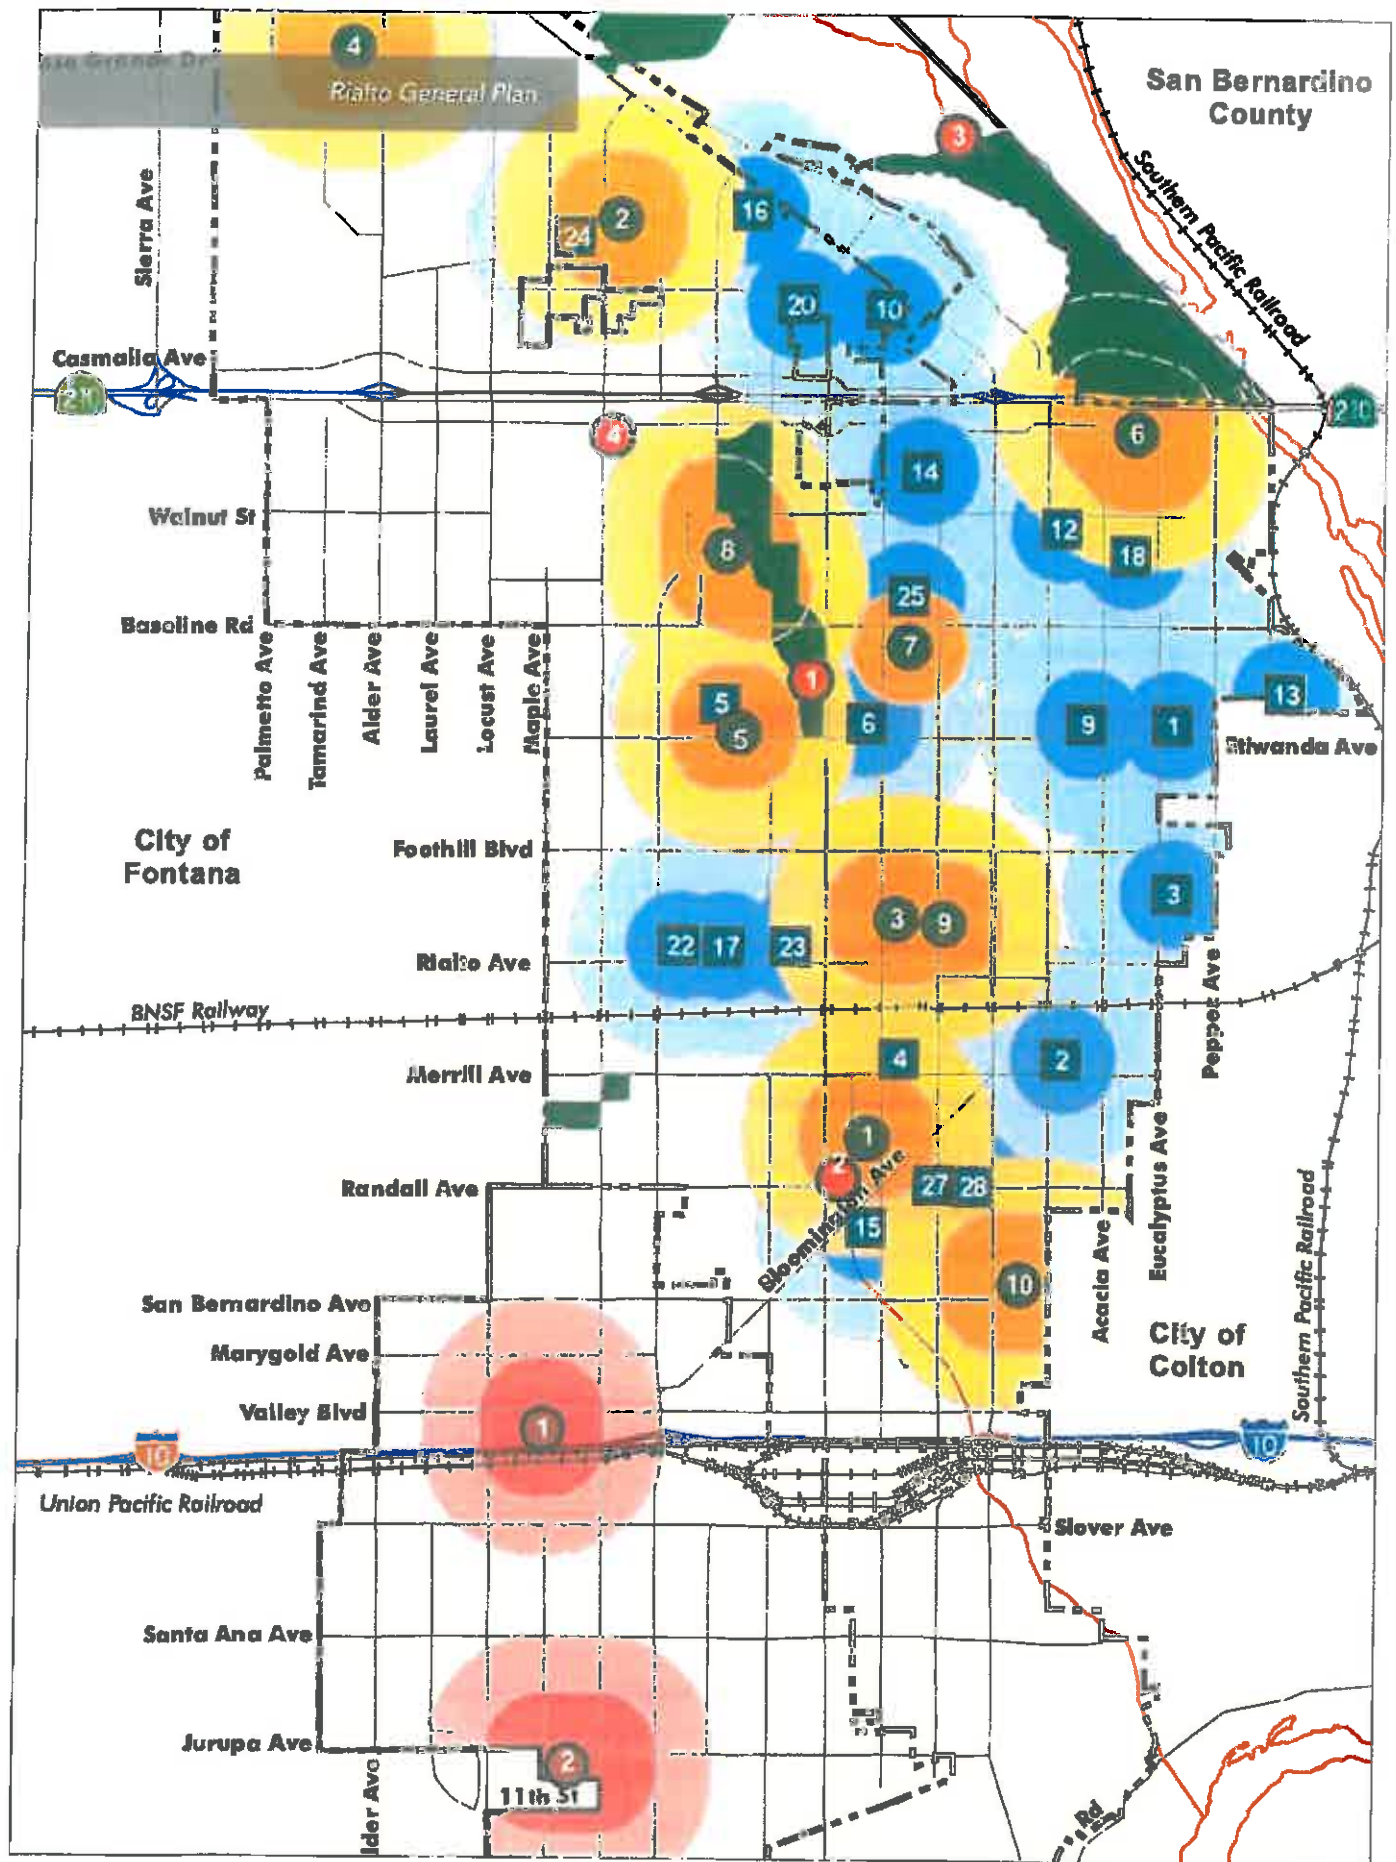 4
Rialto General Plan
San Bernardino
County
3
Southern Pacific Railroad
Sierra Ave
16
2
24
20
10
Casmalia Ave
210
4
6
14
Walnut St
12
8
18
25
Baseline Rd
7
Palmetto Ave
Tamarind Ave
Alder Ave
Laurel Ave
Locust Ave
Maple Ave
1
5
5
6
9
1
13
Etiwanda Ave
City of
Fontana
Foothill Blvd
3
3
9
22
17
23
Rialto Ave
BNSF Railway
Pepper Ave
4
2
Merrill Ave
1
2
Bloomington Ave
Randall Ave
27
28
15
Acacia Ave
Eucalyptus Ave
Southern Pacific Railroad
10
San Bernardino Ave
Marygold Ave
City of
Colton
Valley Blvd
1
10
10
Union Pacific Railroad
Slover Ave
Santa Ana Ave
Jurupa Ave
2
11th St
lder Ave
Rd